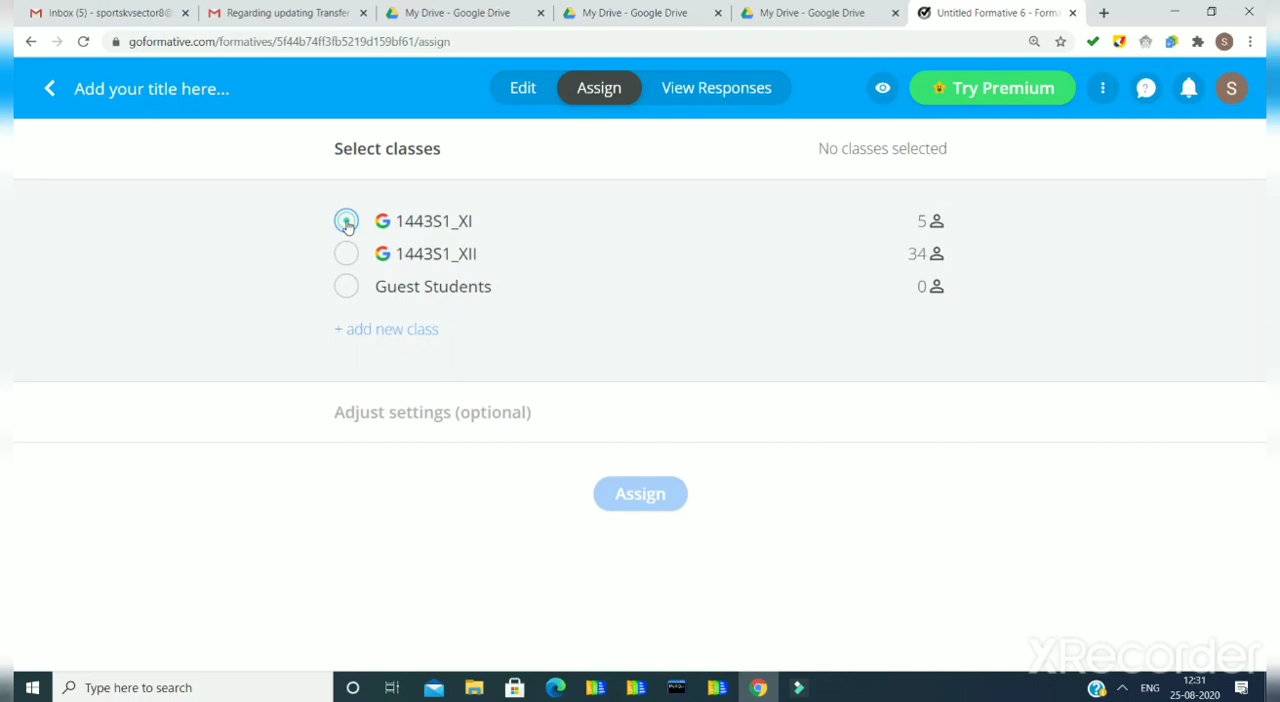 Inbox (5) - sportskvsector8@
Regarding updating Transfer
My Drive - Google Drive
My Drive - Google Drive
My Drive - Google Drive
Untitled Formative 6 - Forma
goformative.com/formatives/5f44b74ff3fb5219d159bf61/assign
S
Add your title here...
Edit
Assign
View Responses
Try Premium
?
S
Select classes
No classes selected
1443S1_XI
5
1443S1_XII
34
Guest Students
0
+ add new class
Adjust settings (optional)
Assign
XRecorder
Type here to search
ENG
12:31
25-08-2020